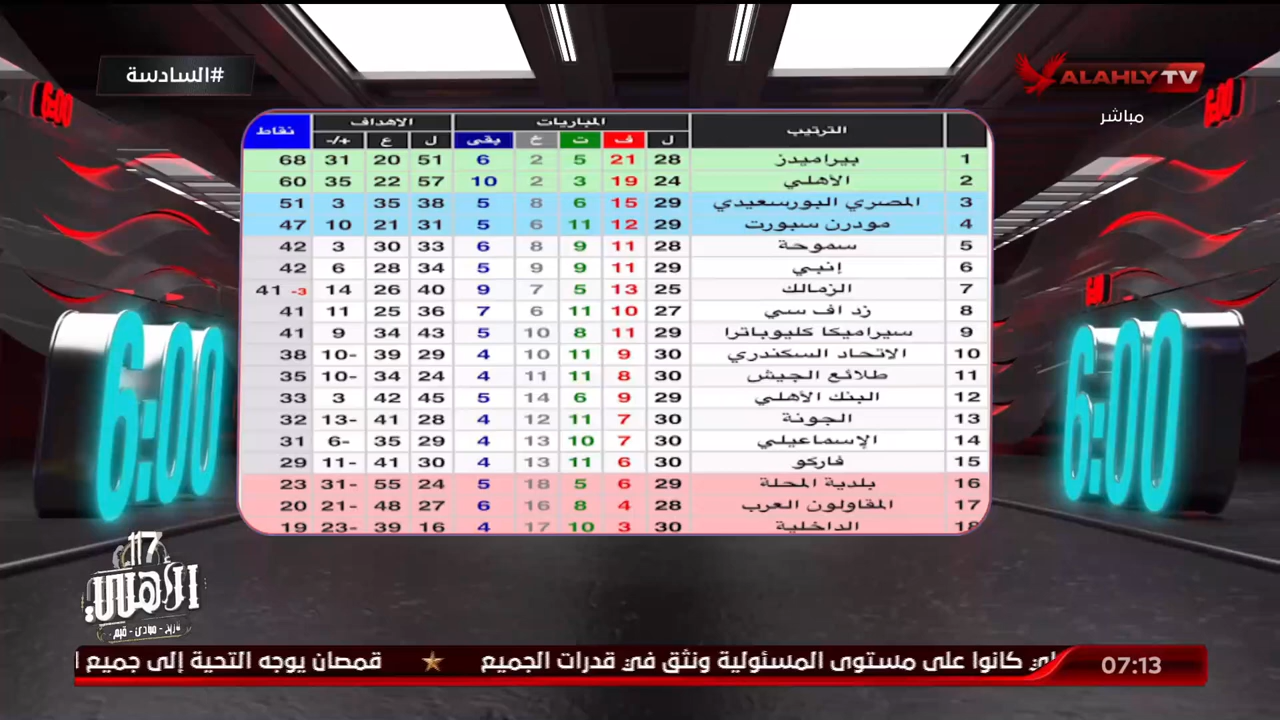 #السادسة
ALAHLY TV
مباشر
6:00
6:00
الترتيب المباريات الاهداف نقاط
ل ف ت خ بقى ل ع +/-
1 بيراميدز 28 21 5 2 6 51 20 31 68
2 الأهلي 24 19 3 2 10 57 22 35 60
3 المصري البورسعيدي 29 15 6 8 5 38 35 3 51
4 مودرن سبورت 29 12 11 6 5 31 21 10 47
5 سموحة 28 11 9 8 6 33 30 3 42
6 إنبي 29 11 9 9 5 34 28 6 42
7 الزمالك 25 13 5 7 9 40 26 14 -3 41
8 زد اف سي 27 10 11 6 7 36 25 11 41
9 سيراميكا كليوباترا 29 11 8 10 5 43 34 9 41
10 الاتحاد السكندري 30 9 11 10 4 29 39 -10 38
11 طلائع الجيش 30 8 11 11 4 24 34 -10 35
12 البنك الأهلي 29 9 6 14 5 45 42 3 33
13 الجونة 30 7 11 12 4 28 41 -13 32
14 الإسماعيلي 30 7 10 13 4 29 35 -6 31
15 فاركو 30 6 11 13 4 30 41 -11 29
16 بلدية المحلة 29 6 5 18 5 24 55 -31 23
17 المقاولون العرب 28 4 8 16 6 27 48 -21 20
18 الداخلية 30 3 10 17 4 16 39 -23 19
6:00
6:00
117
الأهلي
تاريخ - مبادئ - قيم
07:13
كانوا على مستوى المسئولية ونثق في قدرات الجميع ★ قمصان يوجه التحية إلى جميع